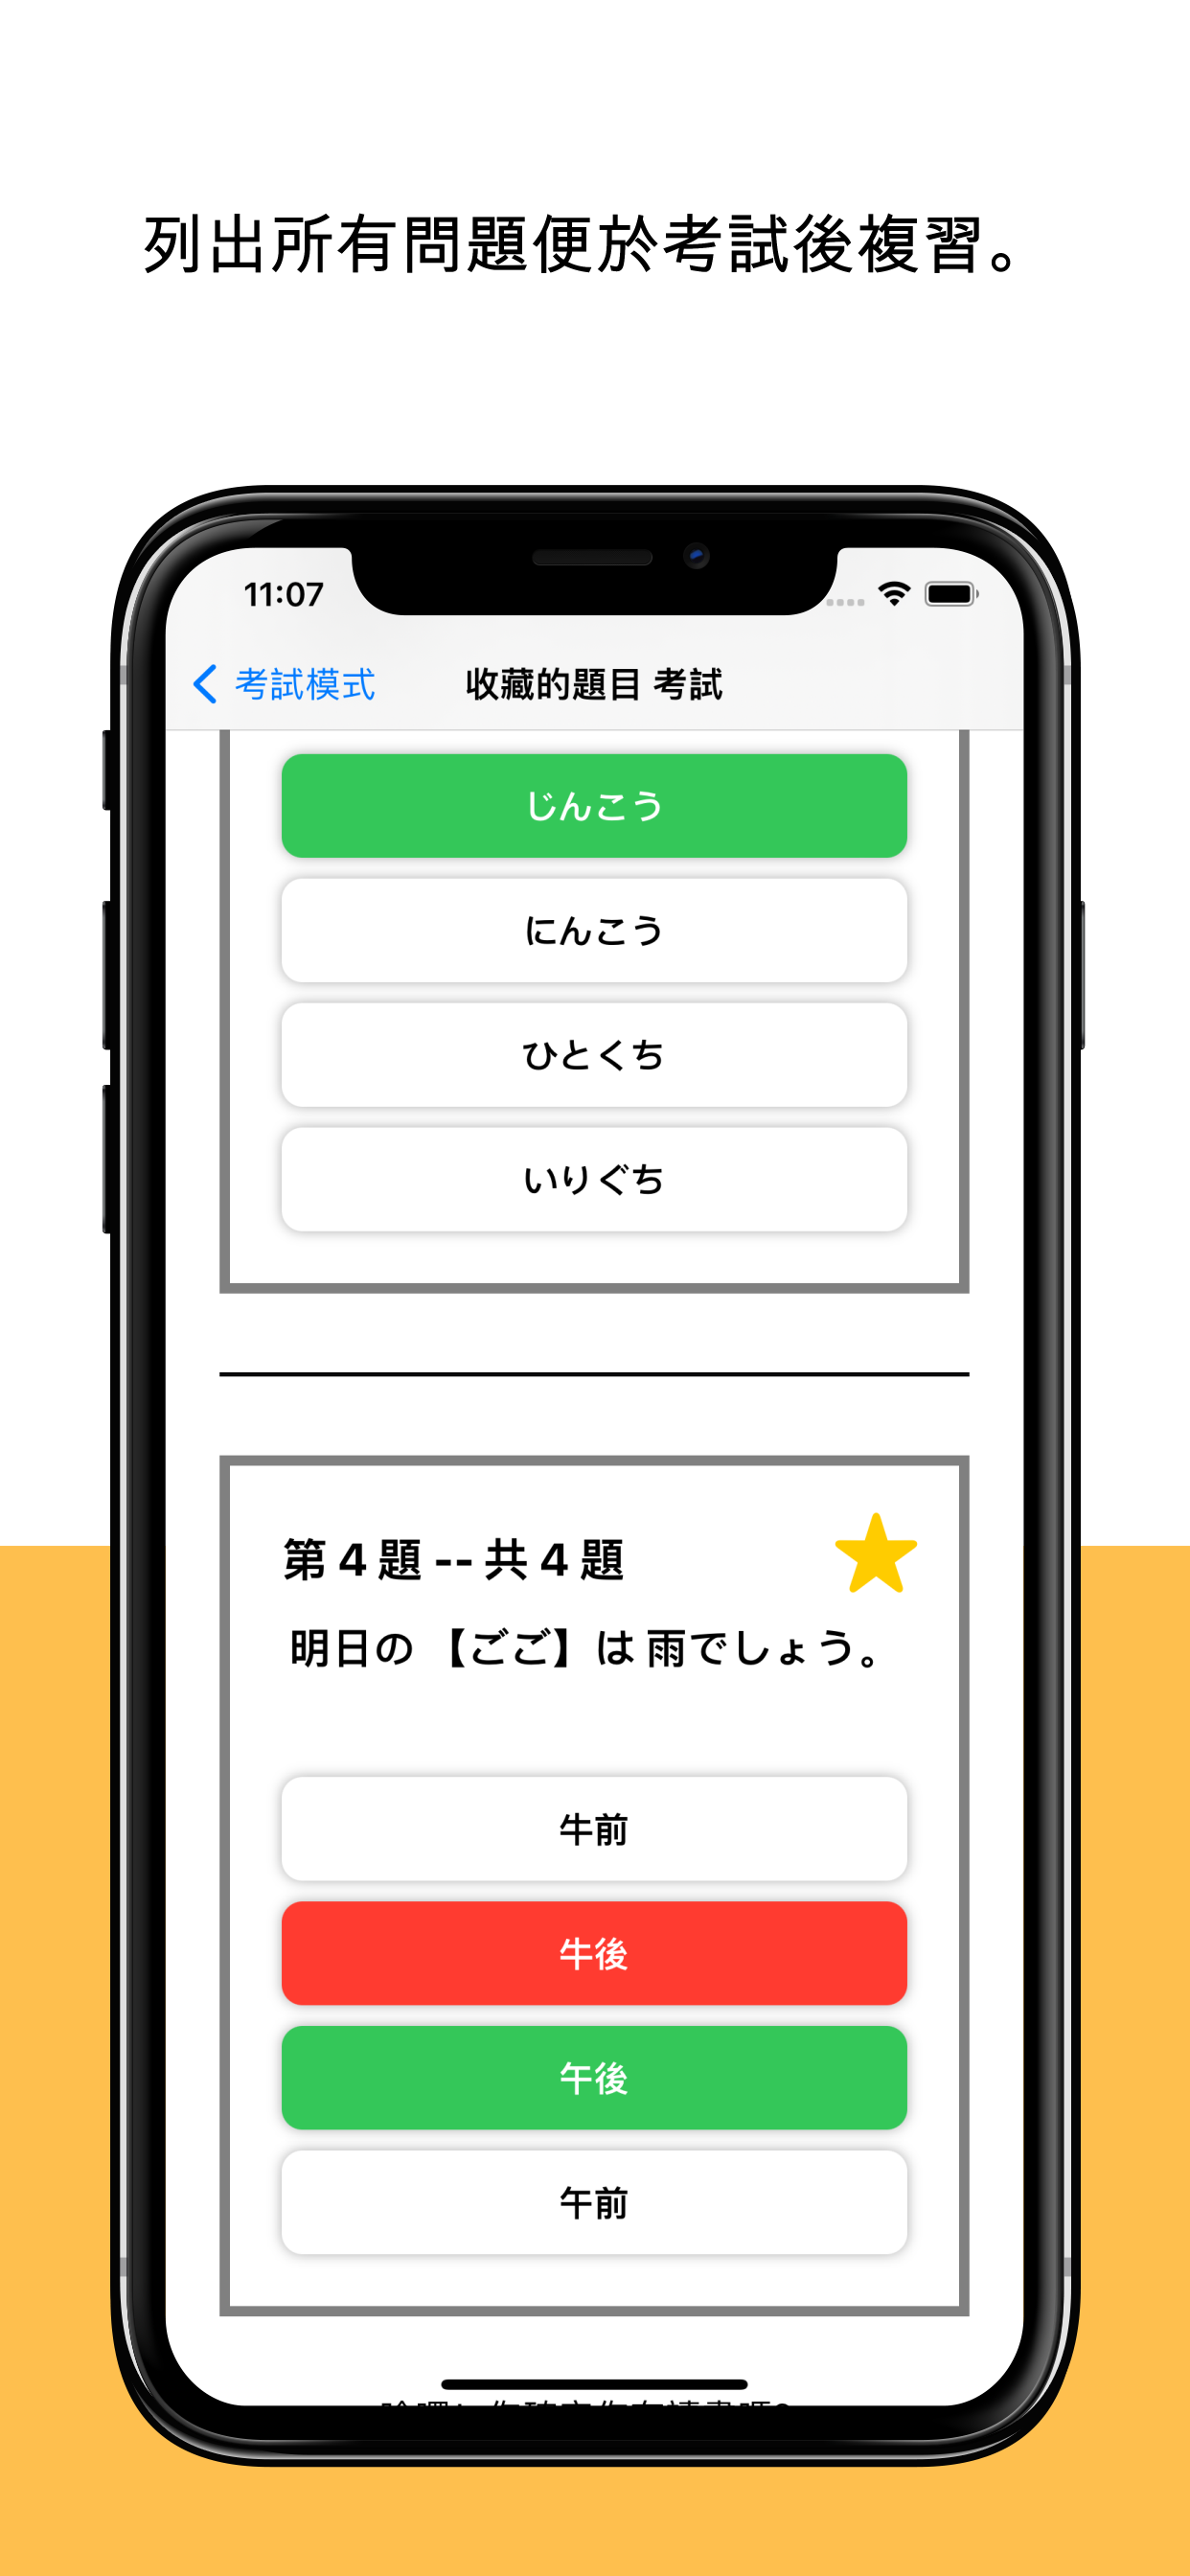 列出所有問題便於考試後複習。
11:07
考試模式
收藏的題目 考試
じんこう
にんこう
ひとくち
いりぐち
第 4 題 -- 共 4 題
明日の 【ごご】は 雨でしょう。
牛前
牛後
午後
午前